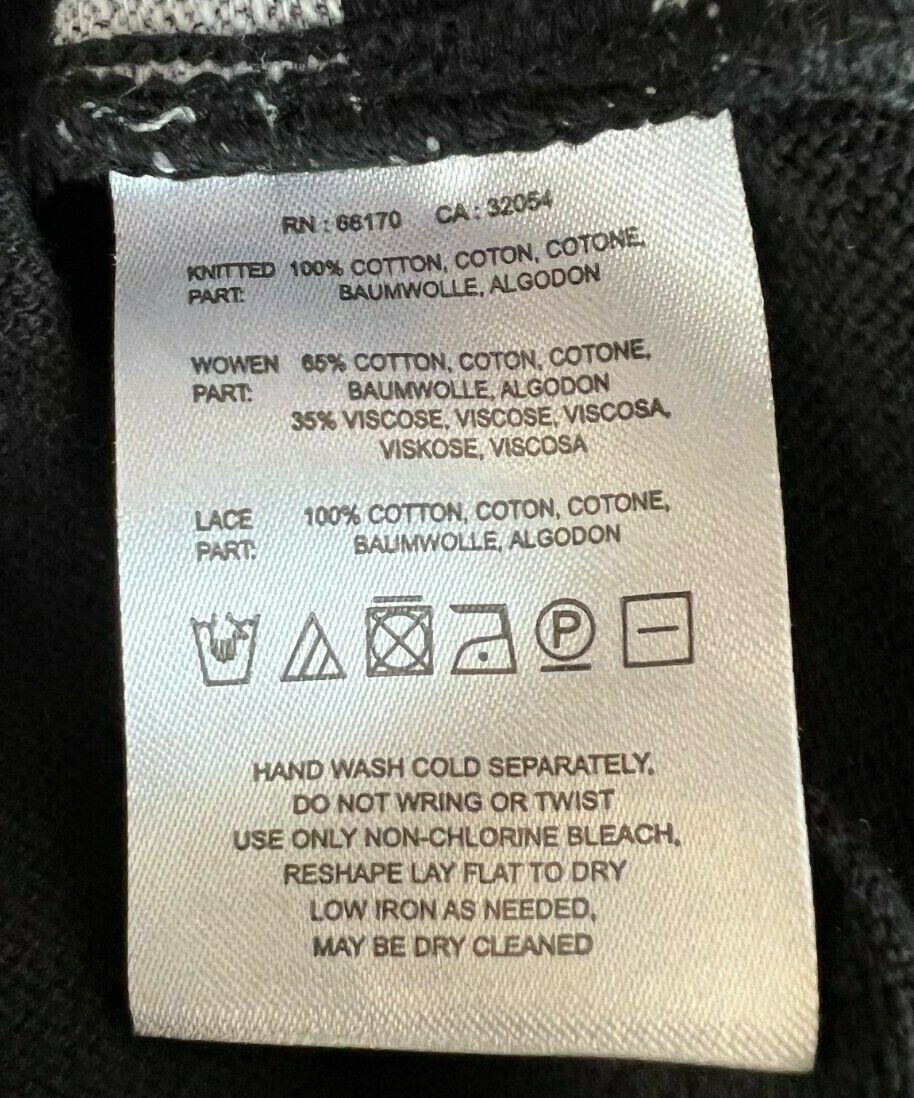 RN : 66170 CA : 32054
KNITTED 100% COTTON, COTON, COTONE,
PART: BAUMWOLLE, ALGODON
WOWEN 65% COTTON, COTON, COTONE,
PART: BAUMWOLLE, ALGODON
35% VISCOSE, VISCOSE, VISCOSA,
VISKOSE, VISCOSA
LACE 100% COTTON, COTON, COTONE,
PART: BAUMWOLLE, ALGODON
P
HAND WASH COLD SEPARATELY.
DO NOT WRING OR TWIST
USE ONLY NON-CHLORINE BLEACH.
RESHAPE LAY FLAT TO DRY
LOW IRON AS NEEDED,
MAY BE DRY CLEANED